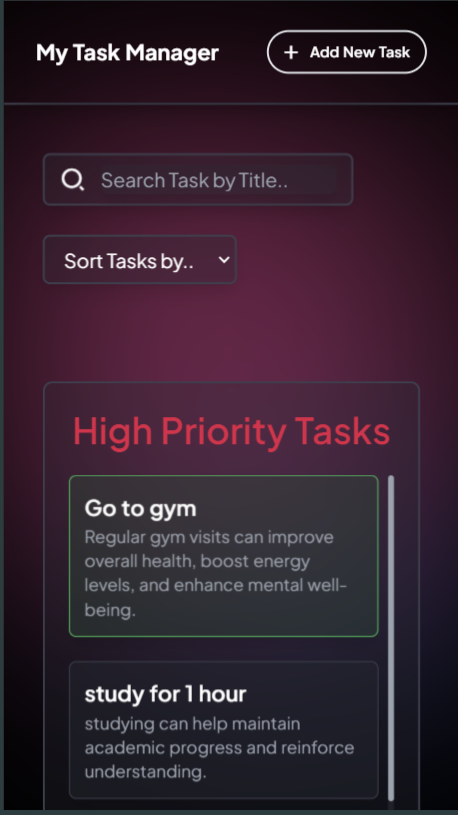 My Task Manager
+ Add New Task
Search Task by Title..
Sort Tasks by..
High Priority Tasks
Go to gym
Regular gym visits can improve
overall health, boost energy
levels, and enhance mental well-
being.
study for 1 hour
studying can help maintain
academic progress and reinforce
understanding.